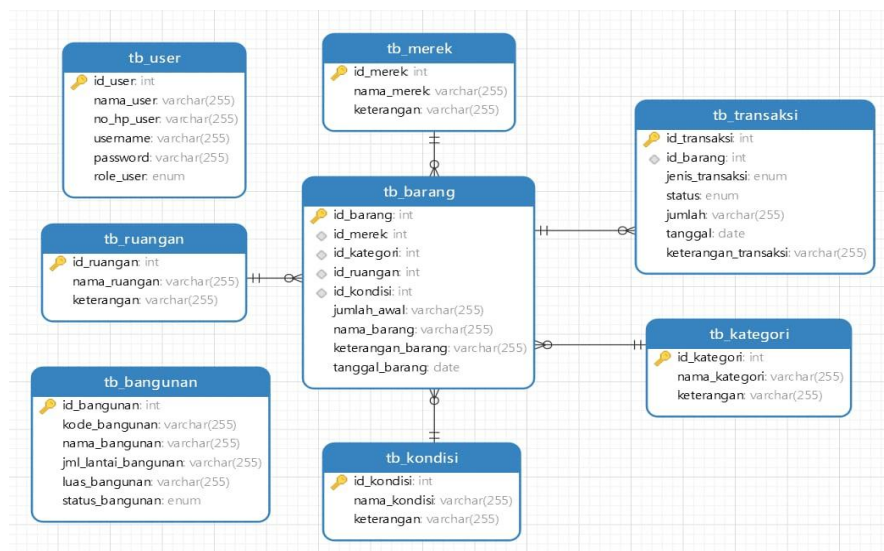 tb_user
id_user: int
nama_user: varchar(255)
no_hp_user: varchar(255)
username: varchar(255)
password: varchar(255)
role_user: enum
tb_merek
id_merek: int
nama_merek: varchar(255)
keterangan: varchar(255)
tb_transaksi
id_transaksi: int
id_barang: int
jenis_transaksi: enum
status: enum
jumlah: varchar(255)
tanggal: date
keterangan_transaksi: varchar(255)
tb_barang
id_barang: int
id_merek: int
id_kategori: int
id_ruangan: int
id_kondisi: int
jumlah_awal: varchar(255)
nama_barang: varchar(255)
keterangan_barang: varchar(255)
tanggal_barang: date
tb_ruangan
id_ruangan: int
nama_ruangan: varchar(255)
keterangan: varchar(255)
tb_kategori
id_kategori: int
nama_kategori: varchar(255)
keterangan: varchar(255)
tb_bangunan
id_bangunan: int
kode_bangunan: varchar(255)
nama_bangunan: varchar(255)
jml_lantai_bangunan: varchar(255)
luas_bangunan: varchar(255)
status_bangunan: enum
tb_kondisi
id_kondisi: int
nama_kondisi: varchar(255)
keterangan: varchar(255)